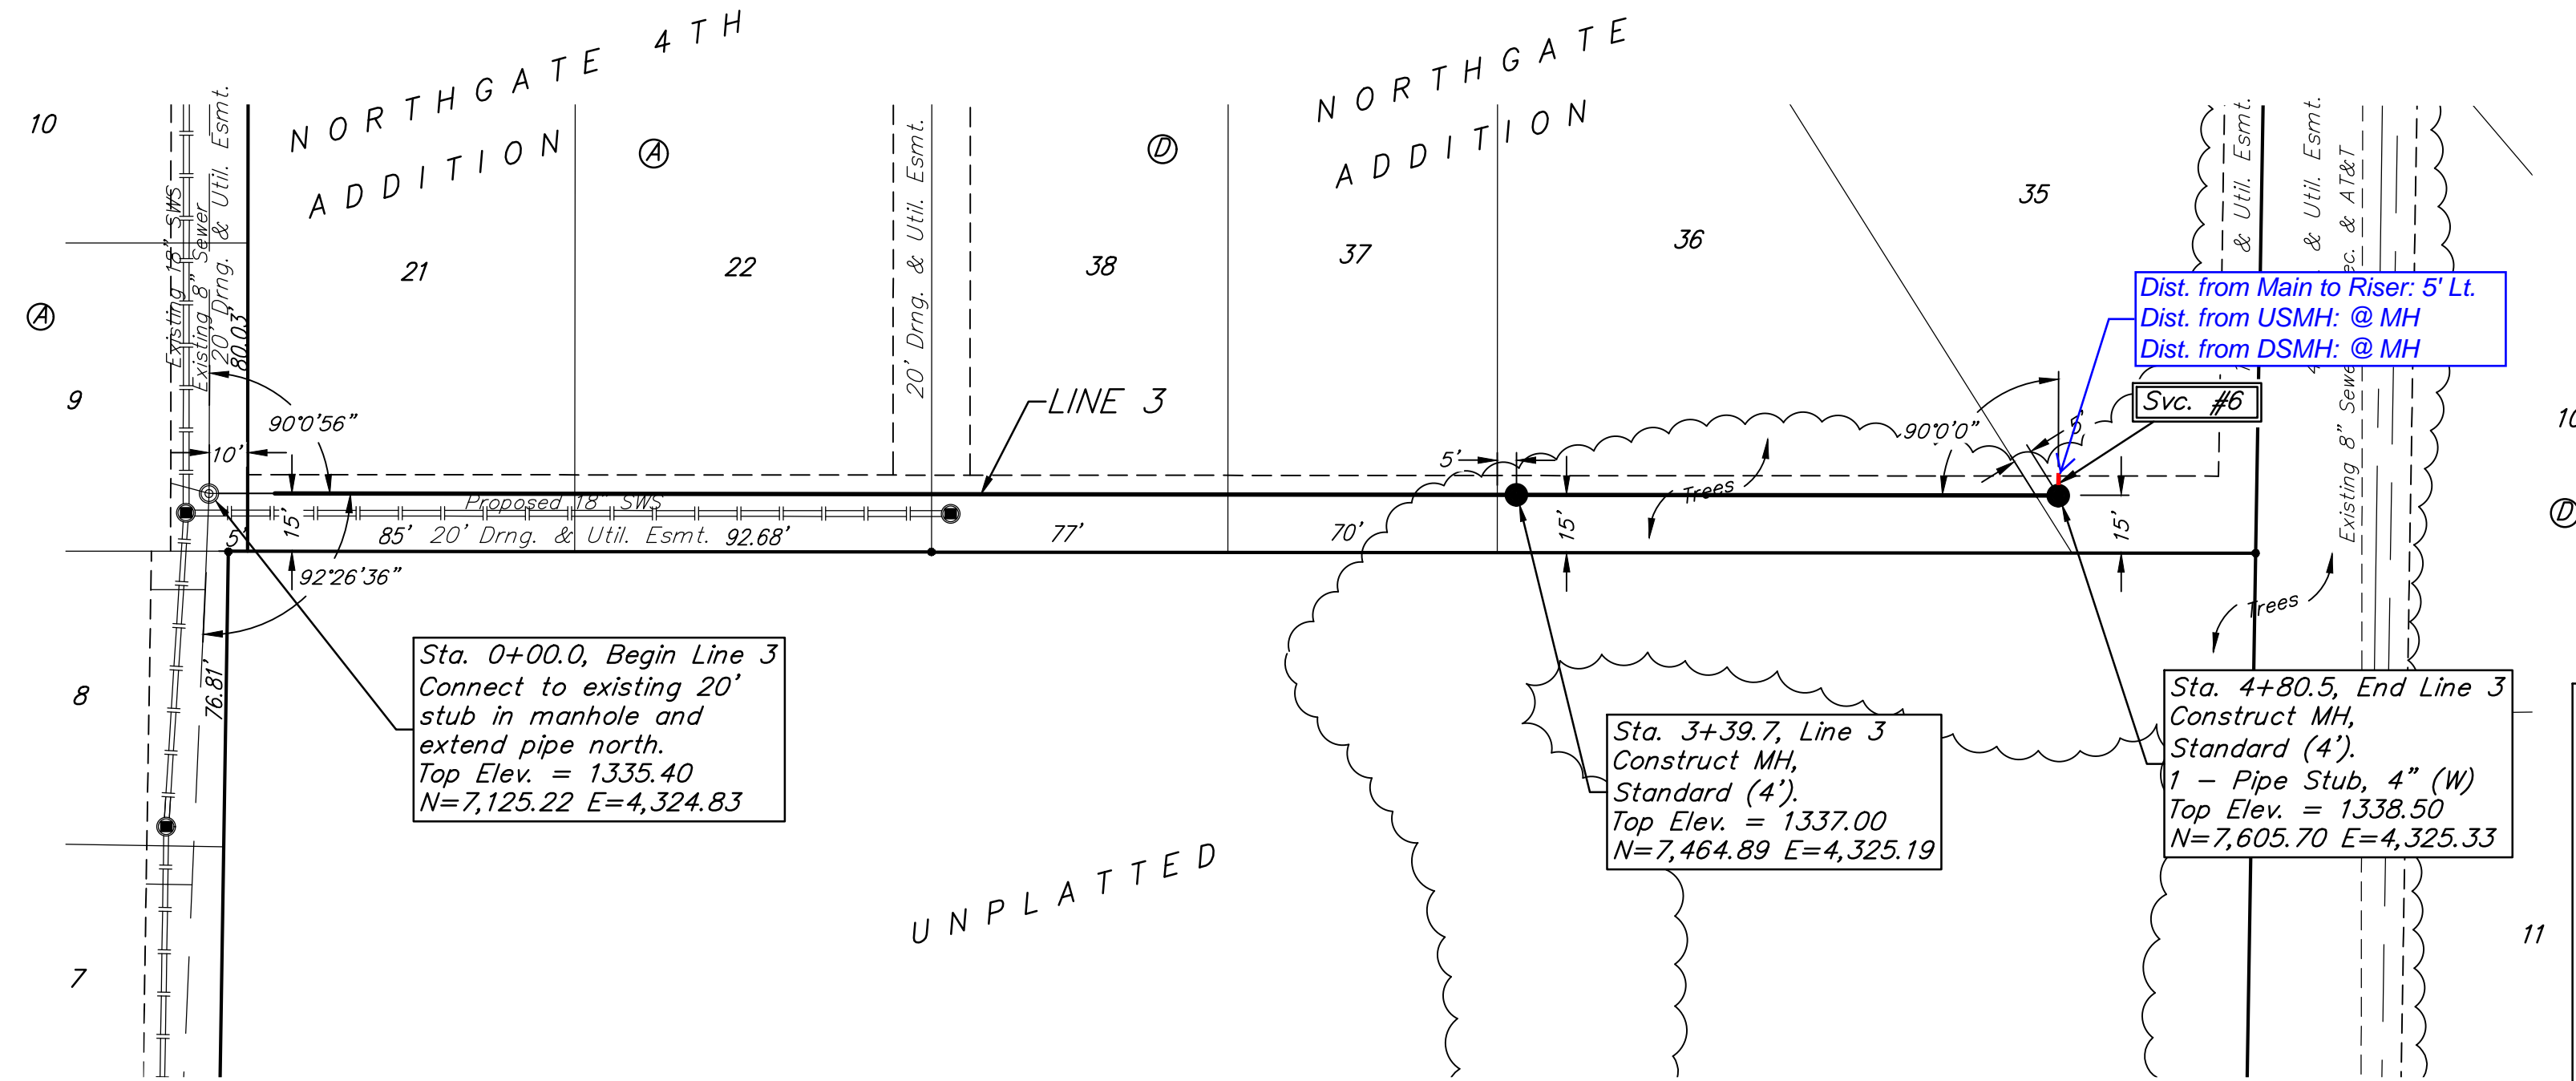 NORTHGATE 4TH
ADDITION
NORTHGATE
ADDITION
10
A
9
8
7
Existing 18" SWS
Existing 8" Sewer
20' Drng. & Util. Esmt.
80.03'
21
A
22
20' Drng. & Util. Esmt.
D
38
37
36
35
& Util. Esmt.
& Util. Esmt.
Existing 8" Sewe
ec. & AT&T
Dist. from Main to Riser: 5' Lt.
Dist. from USMH: @ MH
Dist. from DSMH: @ MH
Svc. #6
10
D
11
90°0'56"
10'
LINE 3
5'
90°0'0"
5'
Proposed 18" SWS
Trees
15'
5'
85'
20' Drng. & Util. Esmt.
92.68'
77'
70'
15'
15'
92°26'36"
76.81'
Trees
Sta. 0+00.0, Begin Line 3
Connect to existing 20'
stub in manhole and
extend pipe north.
Top Elev. = 1335.40
N=7,125.22 E=4,324.83
Sta. 3+39.7, Line 3
Construct MH,
Standard (4').
Top Elev. = 1337.00
N=7,464.89 E=4,325.19
Sta. 4+80.5, End Line 3
Construct MH,
Standard (4').
1 - Pipe Stub, 4" (W)
Top Elev. = 1338.50
N=7,605.70 E=4,325.33
UNPLATTED